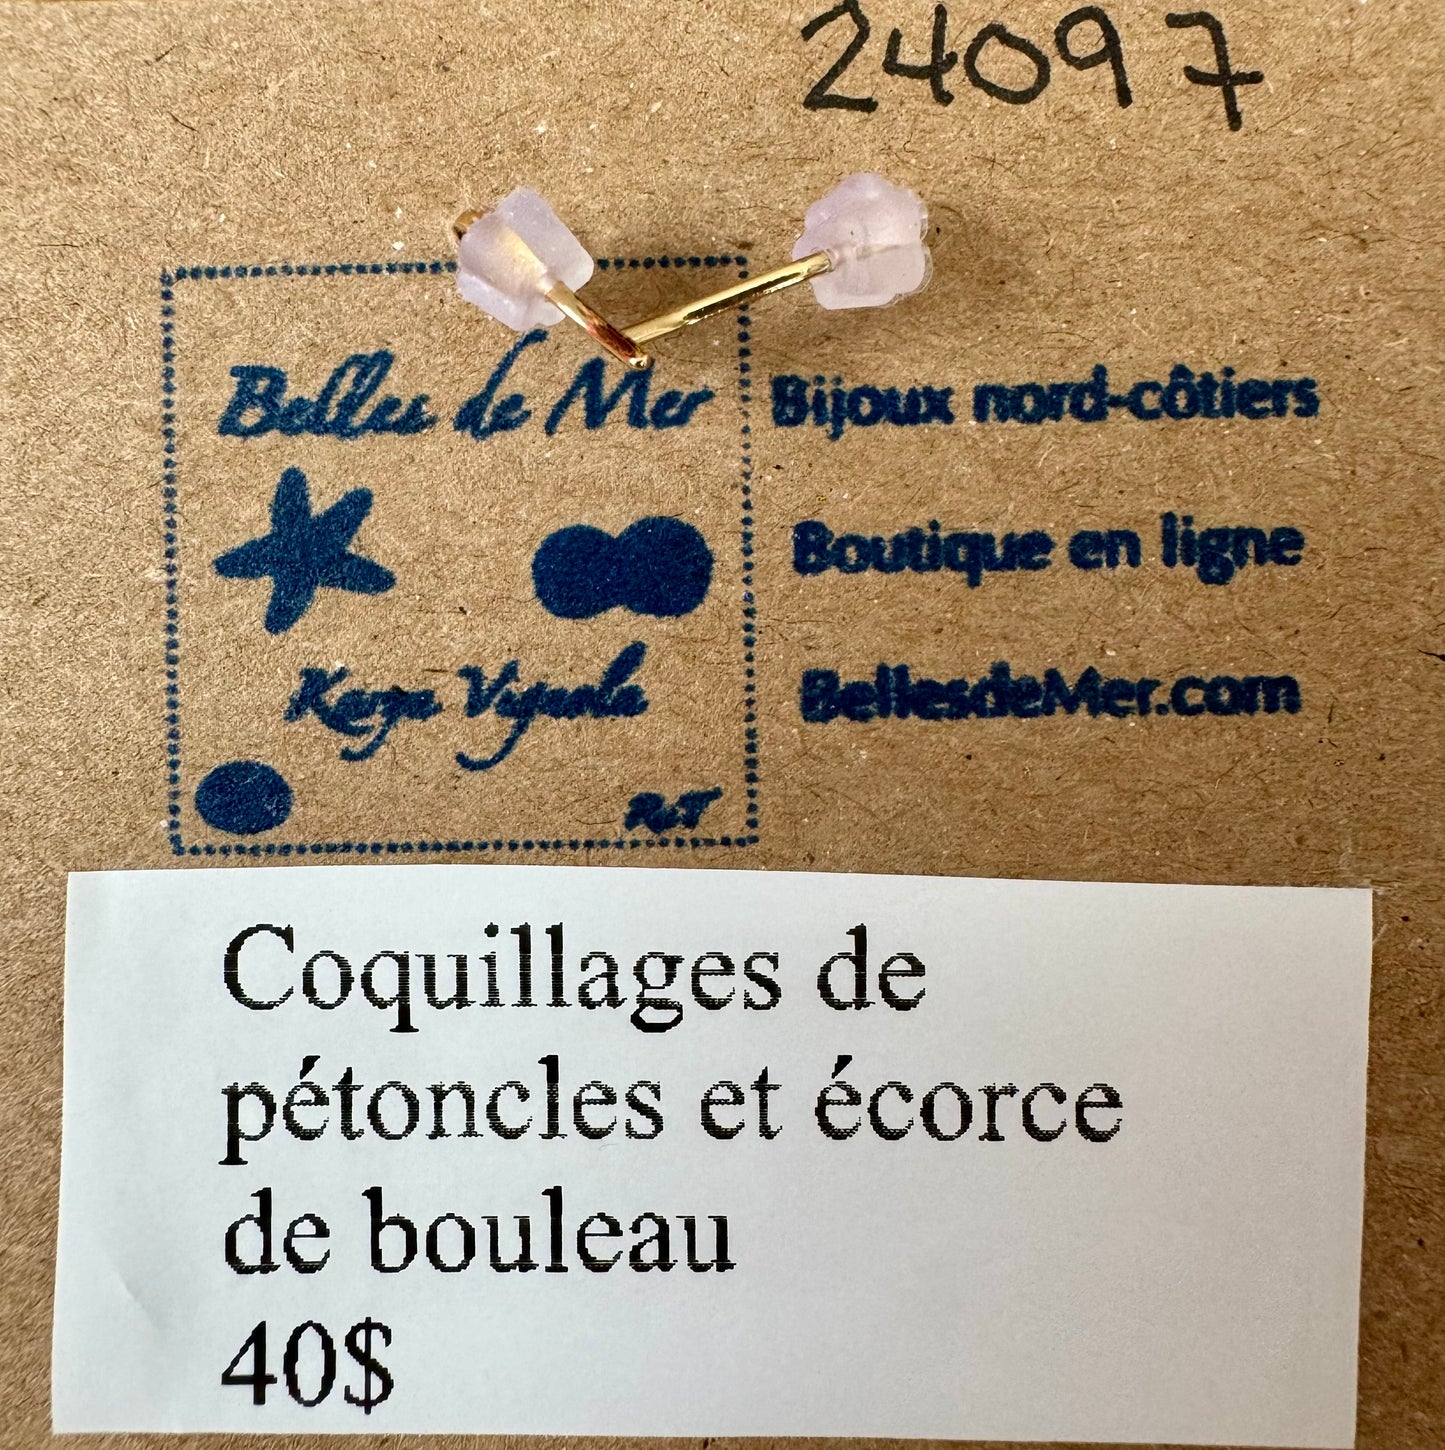 24097
Belles de Mer
Bijoux nord-côtiers
Boutique en ligne
BellesdeMer.com
Coquillages de
pétoncles et écorce
de bouleau
40$